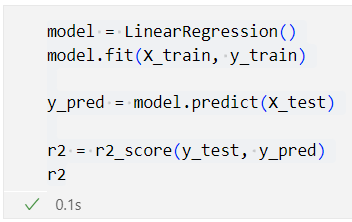 model = LinearRegression()
model.fit(X_train, y_train)
y_pred = model.predict(X_test)
r2 = r2_score(y_test, y_pred)
r2
0.1s